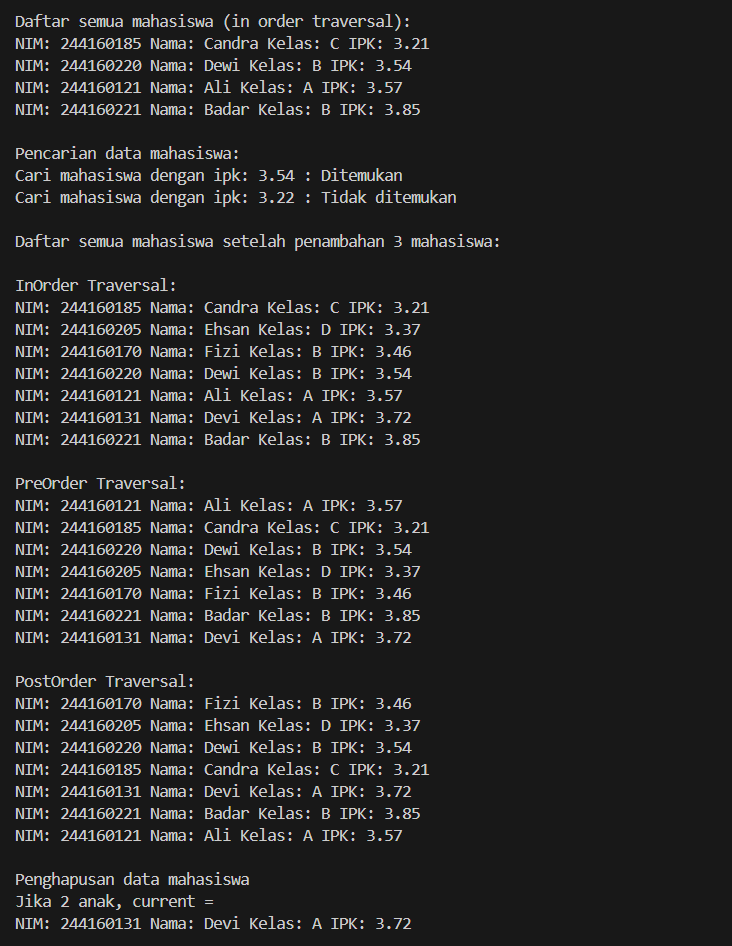 Daftar semua mahasiswa (in order traversal):
NIM: 244160185 Nama: Candra Kelas: C IPK: 3.21
NIM: 244160220 Nama: Dewi Kelas: B IPK: 3.54
NIM: 244160121 Nama: Ali Kelas: A IPK: 3.57
NIM: 244160221 Nama: Badar Kelas: B IPK: 3.85

Pencarian data mahasiswa:
Cari mahasiswa dengan ipk: 3.54 : Ditemukan
Cari mahasiswa dengan ipk: 3.22 : Tidak ditemukan

Daftar semua mahasiswa setelah penambahan 3 mahasiswa:

InOrder Traversal:
NIM: 244160185 Nama: Candra Kelas: C IPK: 3.21
NIM: 244160205 Nama: Ehsan Kelas: D IPK: 3.37
NIM: 244160170 Nama: Fizi Kelas: B IPK: 3.46
NIM: 244160220 Nama: Dewi Kelas: B IPK: 3.54
NIM: 244160121 Nama: Ali Kelas: A IPK: 3.57
NIM: 244160131 Nama: Devi Kelas: A IPK: 3.72
NIM: 244160221 Nama: Badar Kelas: B IPK: 3.85

PreOrder Traversal:
NIM: 244160121 Nama: Ali Kelas: A IPK: 3.57
NIM: 244160185 Nama: Candra Kelas: C IPK: 3.21
NIM: 244160220 Nama: Dewi Kelas: B IPK: 3.54
NIM: 244160205 Nama: Ehsan Kelas: D IPK: 3.37
NIM: 244160170 Nama: Fizi Kelas: B IPK: 3.46
NIM: 244160221 Nama: Badar Kelas: B IPK: 3.85
NIM: 244160131 Nama: Devi Kelas: A IPK: 3.72

PostOrder Traversal:
NIM: 244160170 Nama: Fizi Kelas: B IPK: 3.46
NIM: 244160205 Nama: Ehsan Kelas: D IPK: 3.37
NIM: 244160220 Nama: Dewi Kelas: B IPK: 3.54
NIM: 244160185 Nama: Candra Kelas: C IPK: 3.21
NIM: 244160131 Nama: Devi Kelas: A IPK: 3.72
NIM: 244160221 Nama: Badar Kelas: B IPK: 3.85
NIM: 244160121 Nama: Ali Kelas: A IPK: 3.57

Penghapusan data mahasiswa
Jika 2 anak, current =
NIM: 244160131 Nama: Devi Kelas: A IPK: 3.72